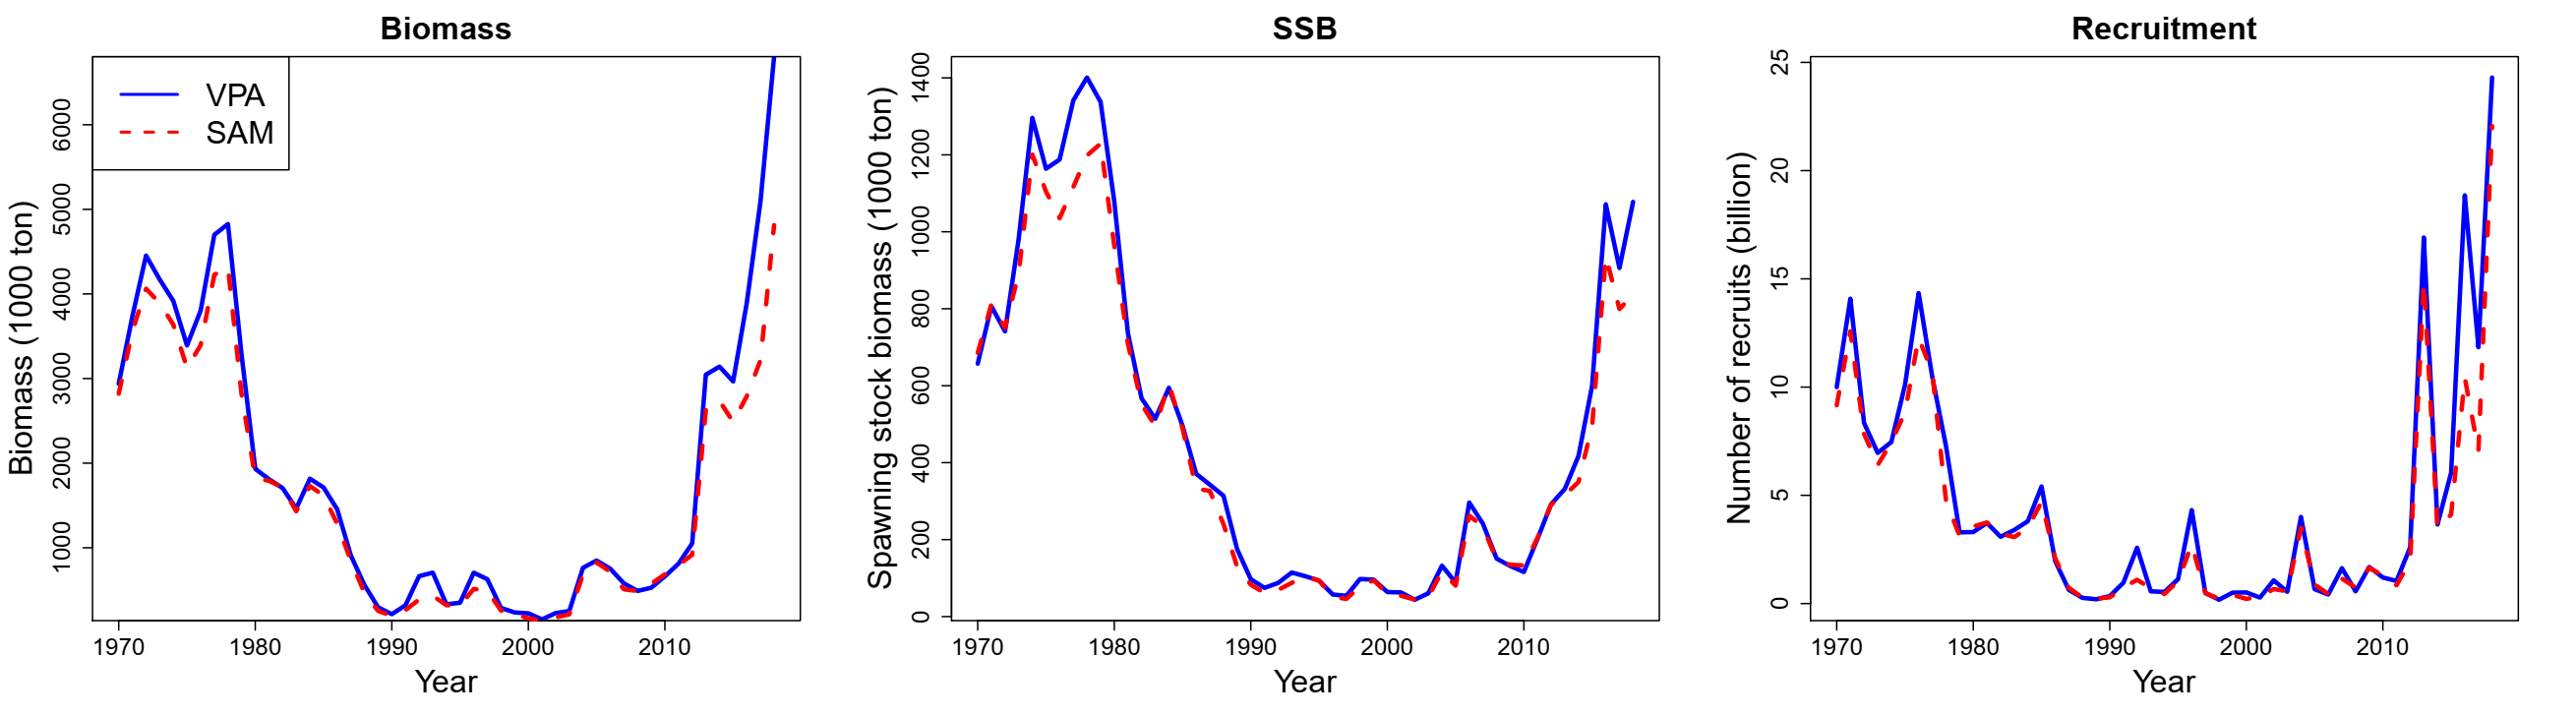 Biomass
VPA
SAM
Biomass (1000 ton)
1000
2000
3000
4000
5000
6000
1970 1980 1990 2000 2010
Year
SSB
Spawning stock biomass (1000 ton)
0
200
400
600
800
1000
1200
1400
1970 1980 1990 2000 2010
Year
Recruitment
Number of recruits (billion)
0
5
10
15
20
25
1970 1980 1990 2000 2010
Year